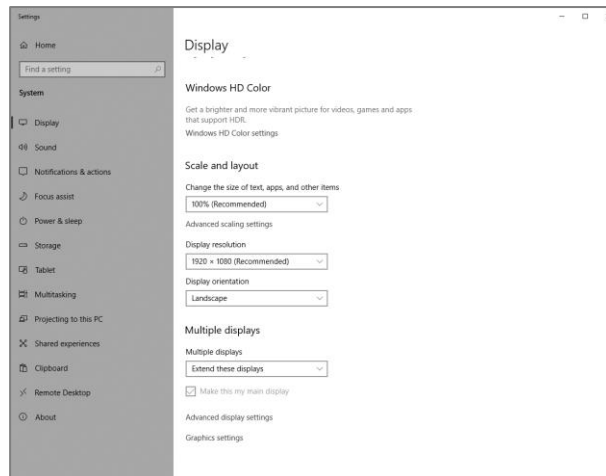 Settings
Home
Find a setting
System
Display
Sound
Notifications & actions
Focus assist
Power & sleep
Storage
Tablet
Multitasking
Projecting to this PC
Shared experiences
Clipboard
Remote Desktop
About
Display
Windows HD Color
Get a brighter and more vibrant picture for videos, games and apps
that support HDR.
Windows HD Color settings
Scale and layout
Change the size of text, apps, and other items
100% (Recommended)
Advanced scaling settings
Display resolution
1920 × 1080 (Recommended)
Display orientation
Landscape
Multiple displays
Multiple displays
Extend these displays
Make this my main display
Advanced display settings
Graphics settings